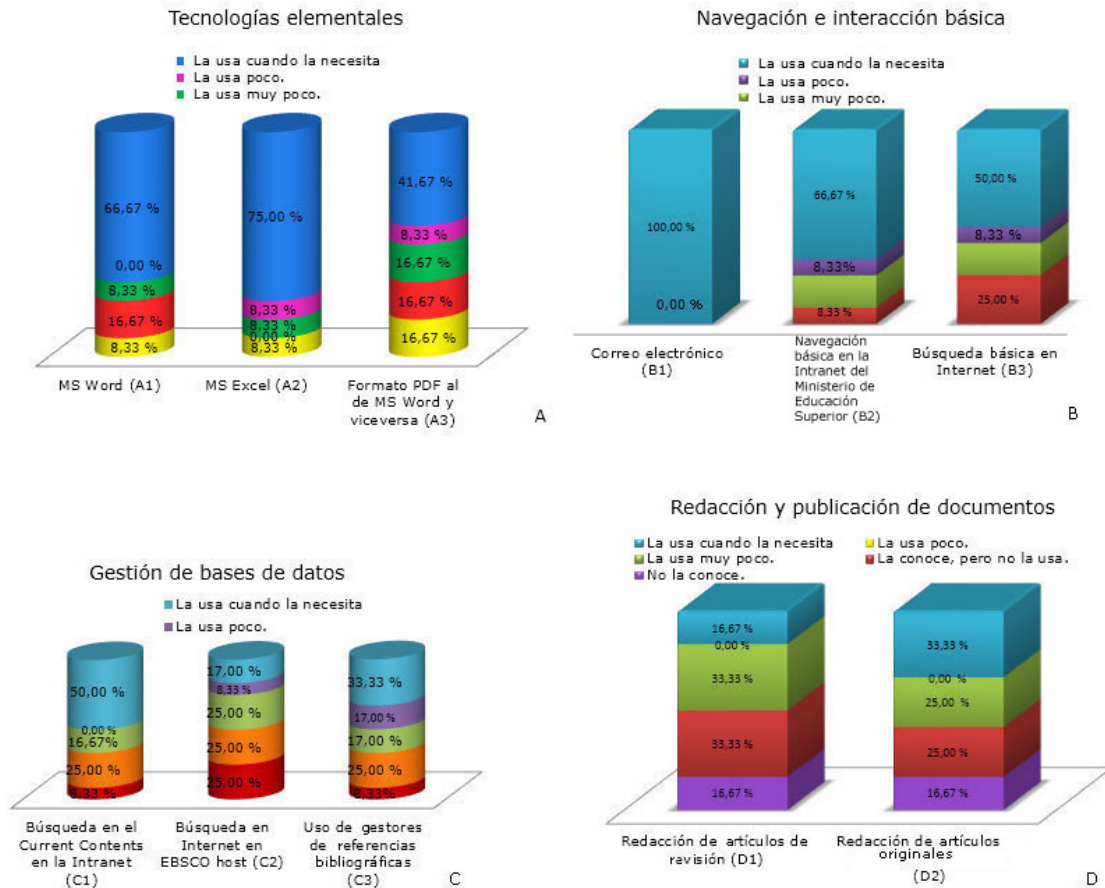 Tecnologías elementales
La usa cuando la necesita
La usa poco.
La usa muy poco.
66,67 %
0,00 %
8,33 %
16,67 %
8,33 %
75,00 %
8,33 %
8,33 %
0,00 %
8,33 %
41,67 %
8,33 %
16,67 %
16,67 %
16,67 %
MS Word (A1)
MS Excel (A2)
Formato PDF al
de MS Word y
viceversa (A3)
A
Navegación e interacción básica
La usa cuando la necesita
La usa poco.
La usa muy poco.
100,00 %
0,00 %
66,67 %
8,33%
8,33 %
50,00 %
8,33 %
25,00 %
Correo electrónico
(B1)
Navegación
básica en la
Intranet del
Ministerio de
Educación
Superior (B2)
Búsqueda básica en
Internet (B3)
B
Gestión de bases de datos
La usa cuando la necesita
La usa poco.
50,00 %
0,00 %
16,67%
25,00 %
8,33 %
17,00 %
8,33 %
25,00 %
25,00 %
25,00 %
33,33 %
17,00 %
17,00 %
25,00 %
8,33%
Búsqueda en el
Current Contents
en la Intranet
(C1)
Búsqueda en
Internet en
EBSCO host (C2)
Uso de gestores
de referencias
bibliográficas
(C3)
C
Redacción y publicación de documentos
La usa cuando la necesita
La usa poco.
La usa muy poco.
La conoce, pero no la usa.
No la conoce.
16,67 %
0,00 %
33,33 %
33,33 %
16,67 %
33,33 %
0,00 %
25,00 %
25,00 %
16,67 %
Redacción de artículos de
revisión (D1)
Redacción de artículos
originales
(D2)
D